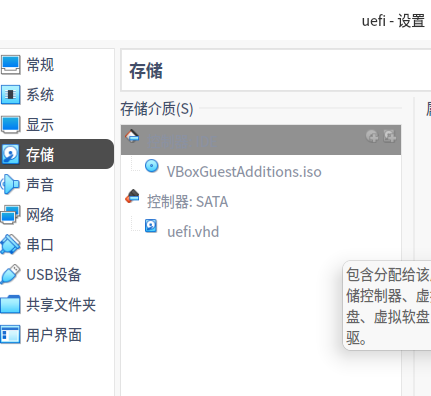 uefi - 设置
常规
系统
显示
存储
声音
网络
串口
USB设备
共享文件夹
用户界面
存储
存储介质(S)
VBoxGuestAdditions.iso
控制器: SATA
uefi.vhd
包含分配给该
储控制器、虚
盘、虚拟软盘
驱。